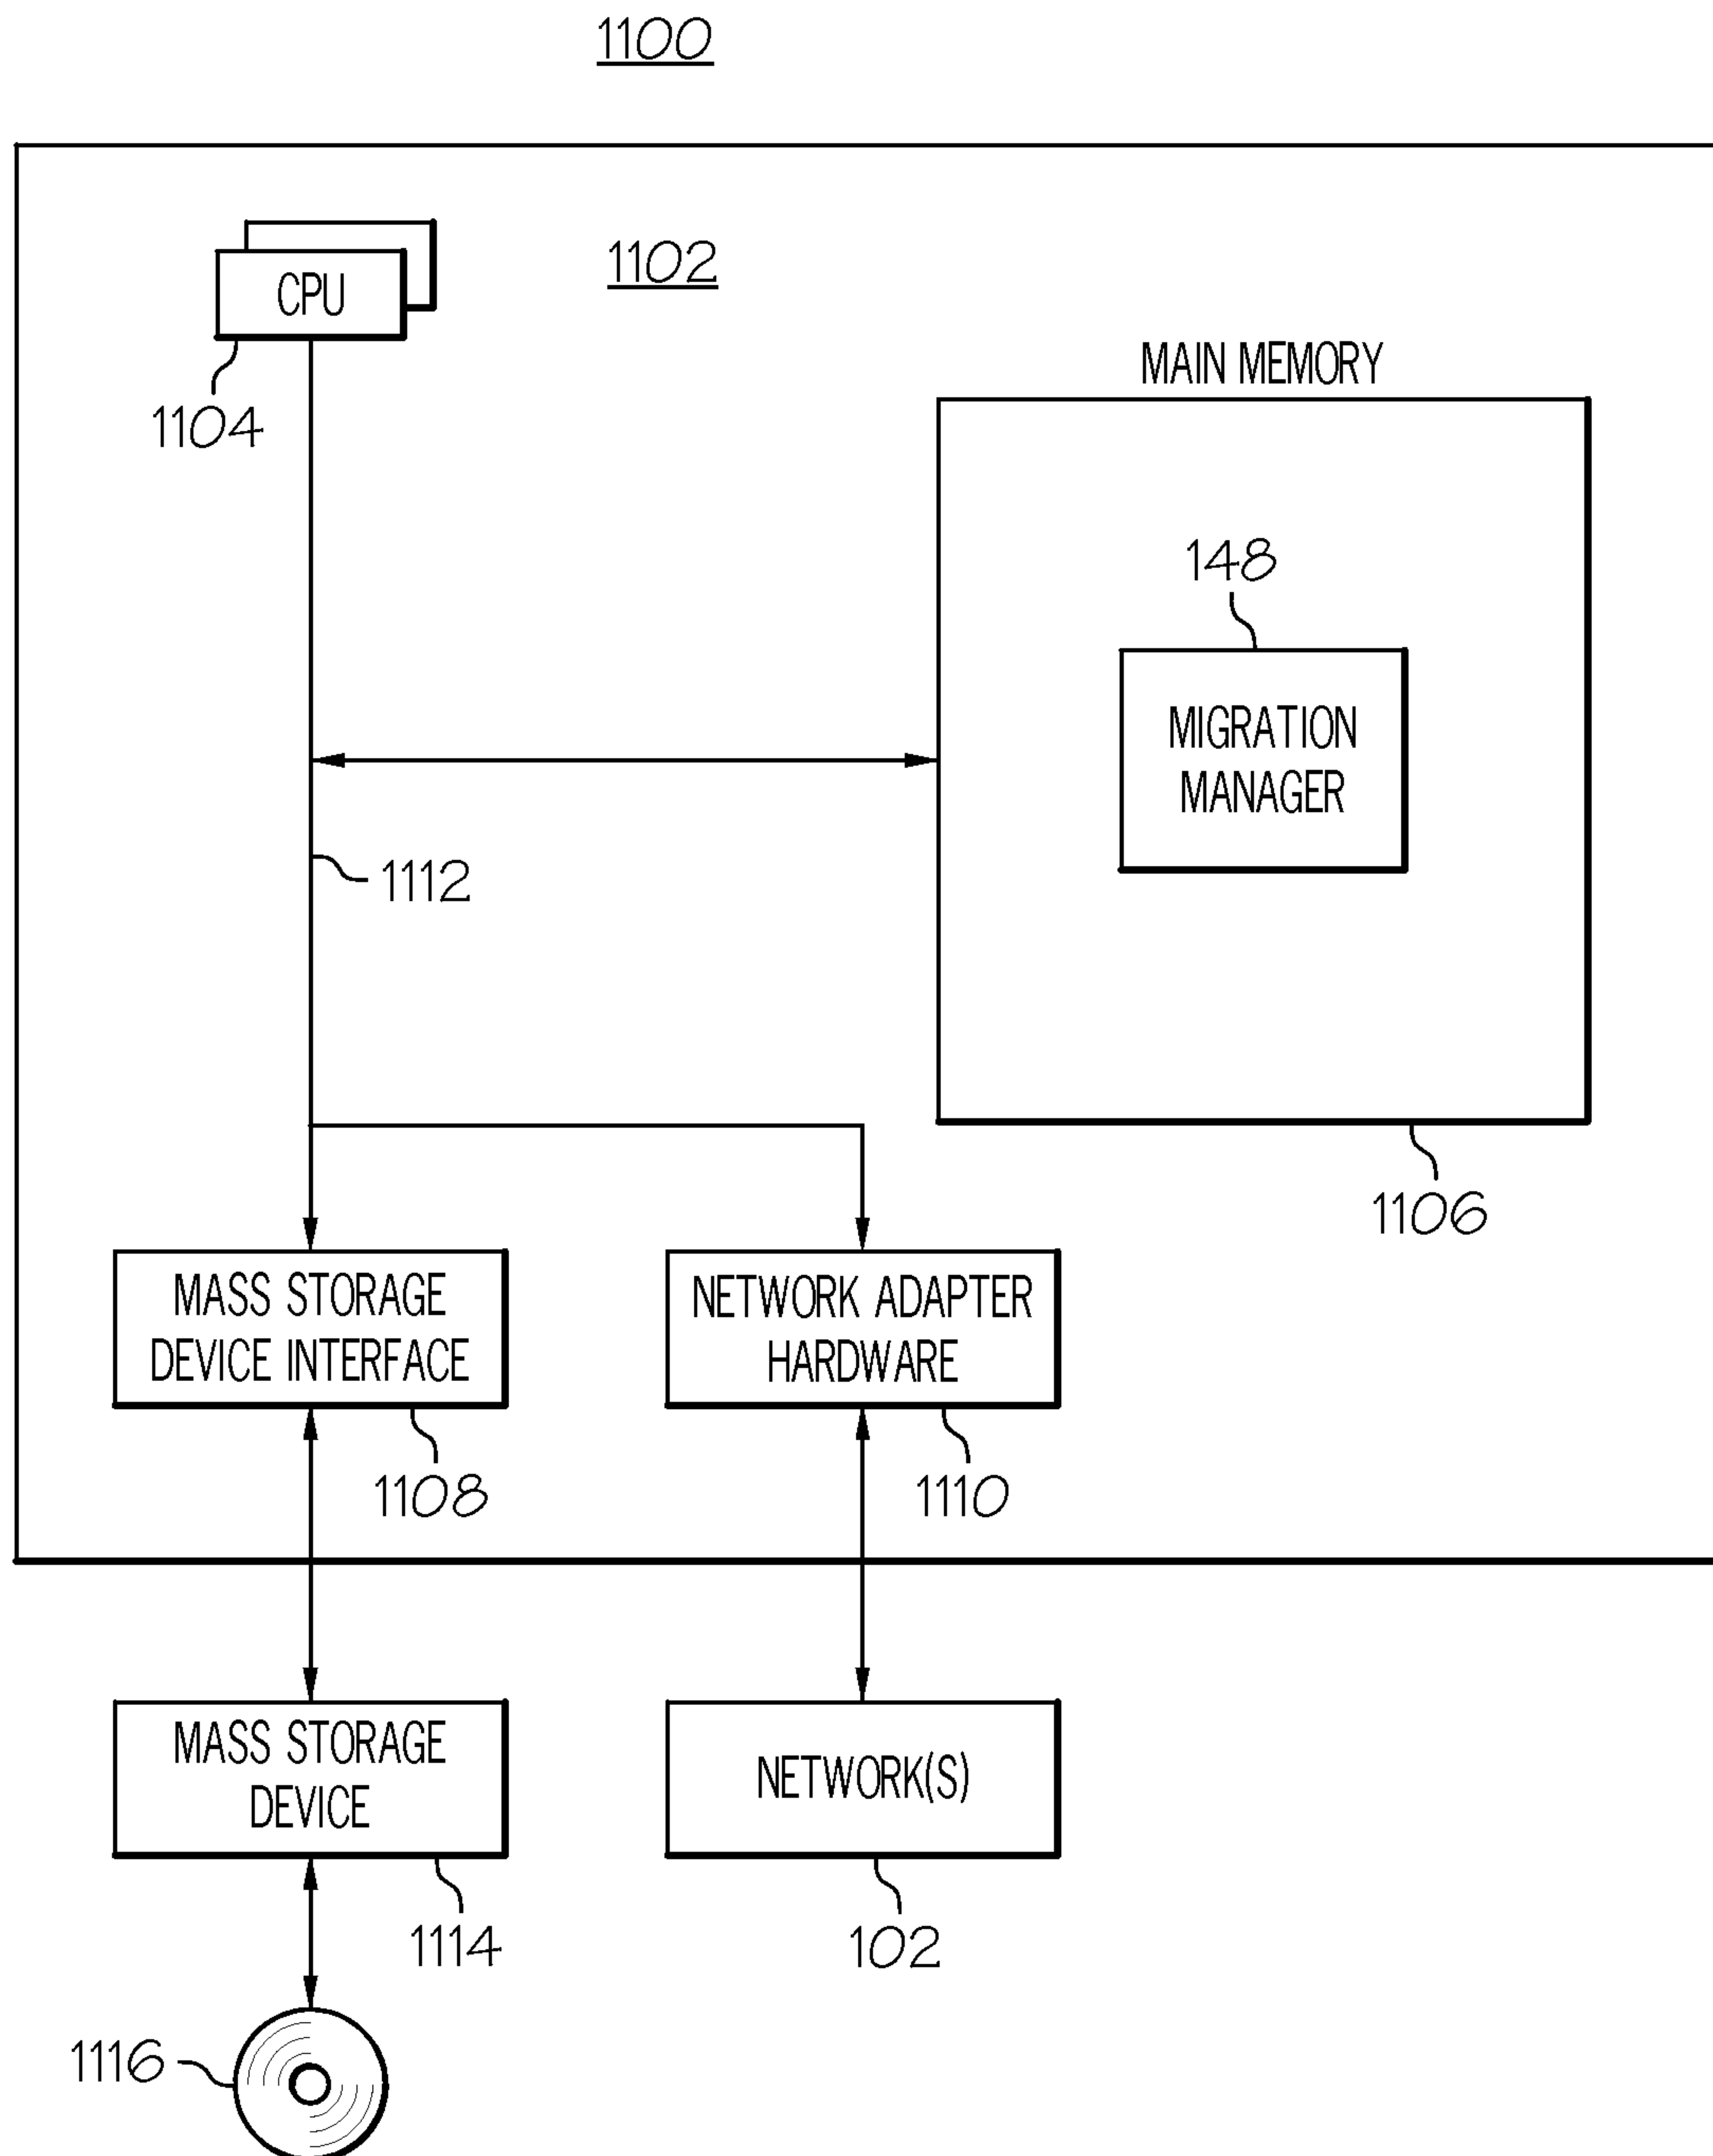 1100
1102
CPU
1104
MAIN MEMORY
148
MIGRATION
MANAGER
1112
1106
MASS STORAGE
DEVICE INTERFACE
NETWORK ADAPTER
HARDWARE
1108
1110
MASS STORAGE
DEVICE
NETWORK(S)
1114
102
1116